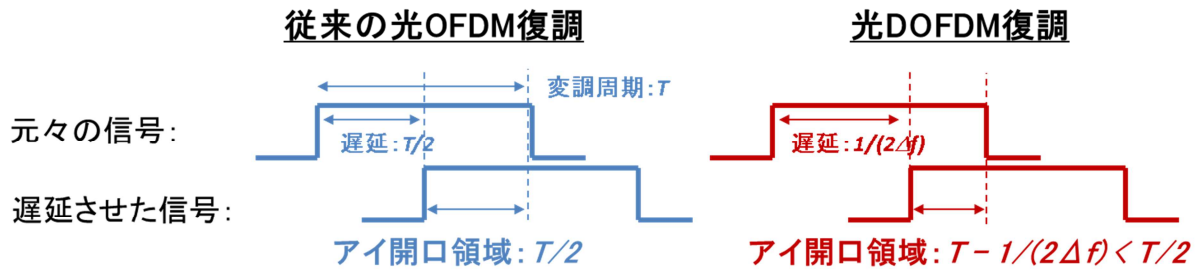 従来の光OFDM復調
光DOFDM復調
変調周期:T
元々の信号:
遅延:T/2
遅延:1/(2Δf)
遅延させた信号:
アイ開口領域:T/2
アイ開口領域:T-1/(2Δf)<T/2